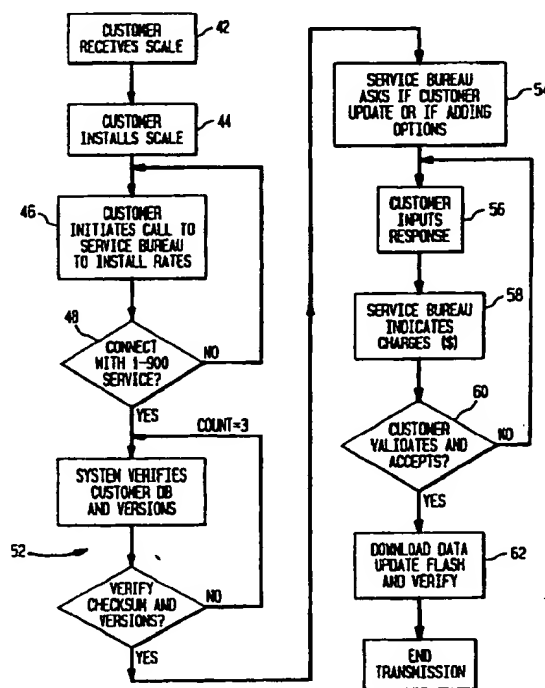 CUSTOMER
RECEIVES SCALE
42
CUSTOMER
INSTALLS SCALE
44
46
CUSTOMER
INITIATES CALL TO
SERVICE BUREAU
TO INSTALL RATES
48
CONNECT
WITH 1-900
SERVICE?
NO
YES
COUNT=3
SYSTEM VERIFIES
CUSTOMER DB
AND VERSIONS
52
VERIFY
CHECKSUM AND
VERSIONS?
NO
YES
SERVICE BUREAU
ASKS IF CUSTOMER
UPDATE OR IF ADDING
OPTIONS
54
CUSTOMER
INPUTS
RESPONSE
56
SERVICE BUREAU
INDICATES
CHARGES ($)
58
60
CUSTOMER
VALIDATES AND
ACCEPTS?
NO
YES
DOWNLOAD DATA
UPDATE FLASH
AND VERIFY
62
END
TRANSMISSION